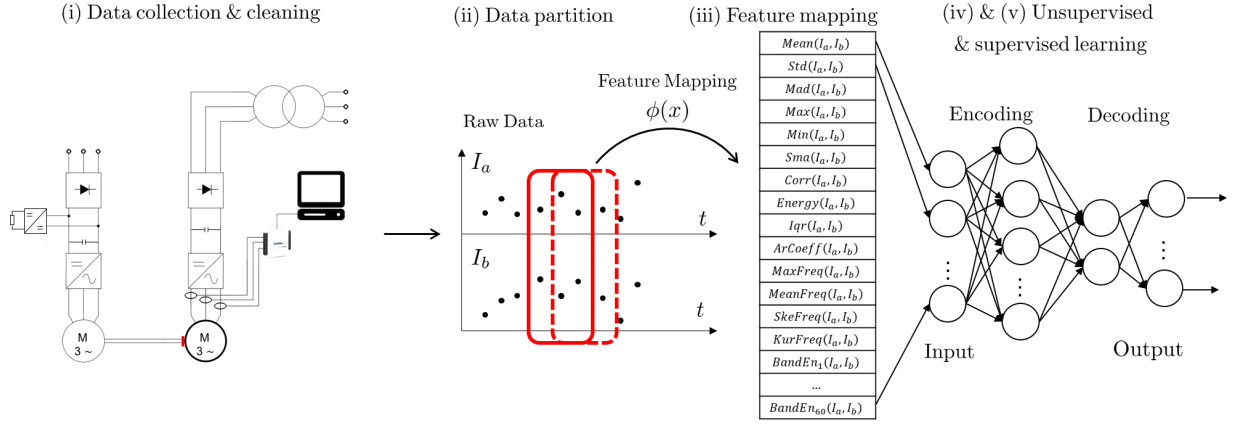 (i) Data collection & cleaning
(ii) Data partition
(iii) Feature mapping
(iv) & (v) Unsupervised
& supervised learning
M
3 ~
M
3 ~
Raw Data
I_a
t
I_b
t
Feature Mapping
ϕ(x)
Mean(I_a, I_b)
Std(I_a, I_b)
Mad(I_a, I_b)
Max(I_a, I_b)
Min(I_a, I_b)
Sma(I_a, I_b)
Corr(I_a, I_b)
Energy(I_a, I_b)
Iqr(I_a, I_b)
ArCoeff(I_a, I_b)
MaxFreq(I_a, I_b)
MeanFreq(I_a, I_b)
SkeFreq(I_a, I_b)
KurFreq(I_a, I_b)
BandEn_1(I_a, I_b)
...
BandEn_60(I_a, I_b)
Encoding
Decoding
Input
Output